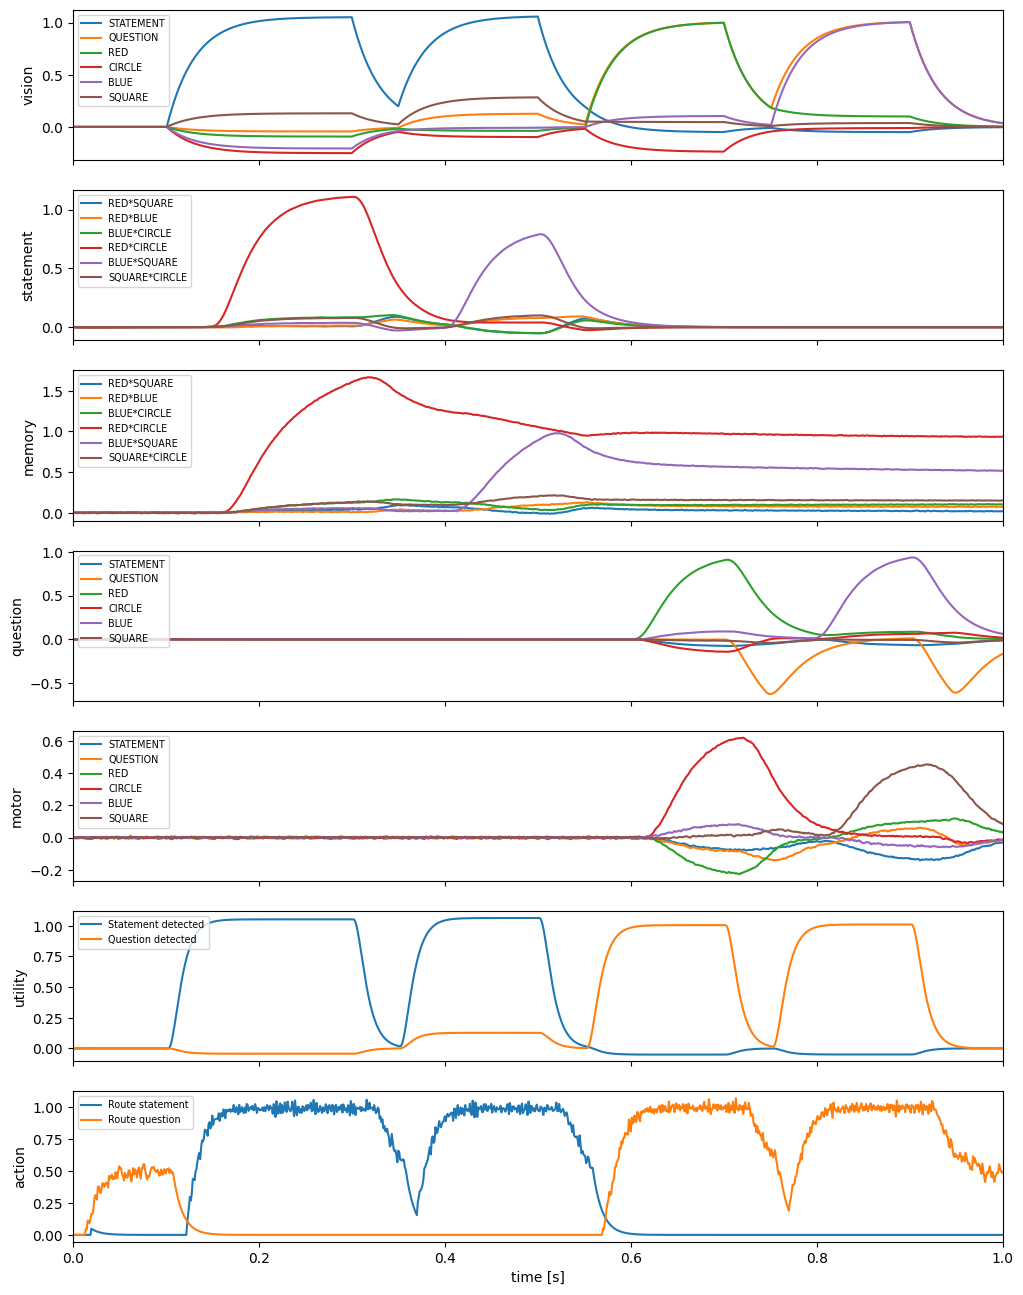 STATEMENT
QUESTION
RED
CIRCLE
BLUE
SQUARE
1.0
0.5
0.0
vision
RED*SQUARE
RED*BLUE
BLUE*CIRCLE
RED*CIRCLE
BLUE*SQUARE
SQUARE*CIRCLE
1.0
0.5
0.0
statement
RED*SQUARE
RED*BLUE
BLUE*CIRCLE
RED*CIRCLE
BLUE*SQUARE
SQUARE*CIRCLE
1.5
1.0
0.5
0.0
memory
STATEMENT
QUESTION
RED
CIRCLE
BLUE
SQUARE
1.0
0.5
0.0
−0.5
question
STATEMENT
QUESTION
RED
CIRCLE
BLUE
SQUARE
0.6
0.4
0.2
0.0
−0.2
motor
Statement detected
Question detected
1.00
0.75
0.50
0.25
0.00
utility
Route statement
Route question
1.00
0.75
0.50
0.25
0.00
action
0.0 0.2 0.4 0.6 0.8 1.0
time [s]